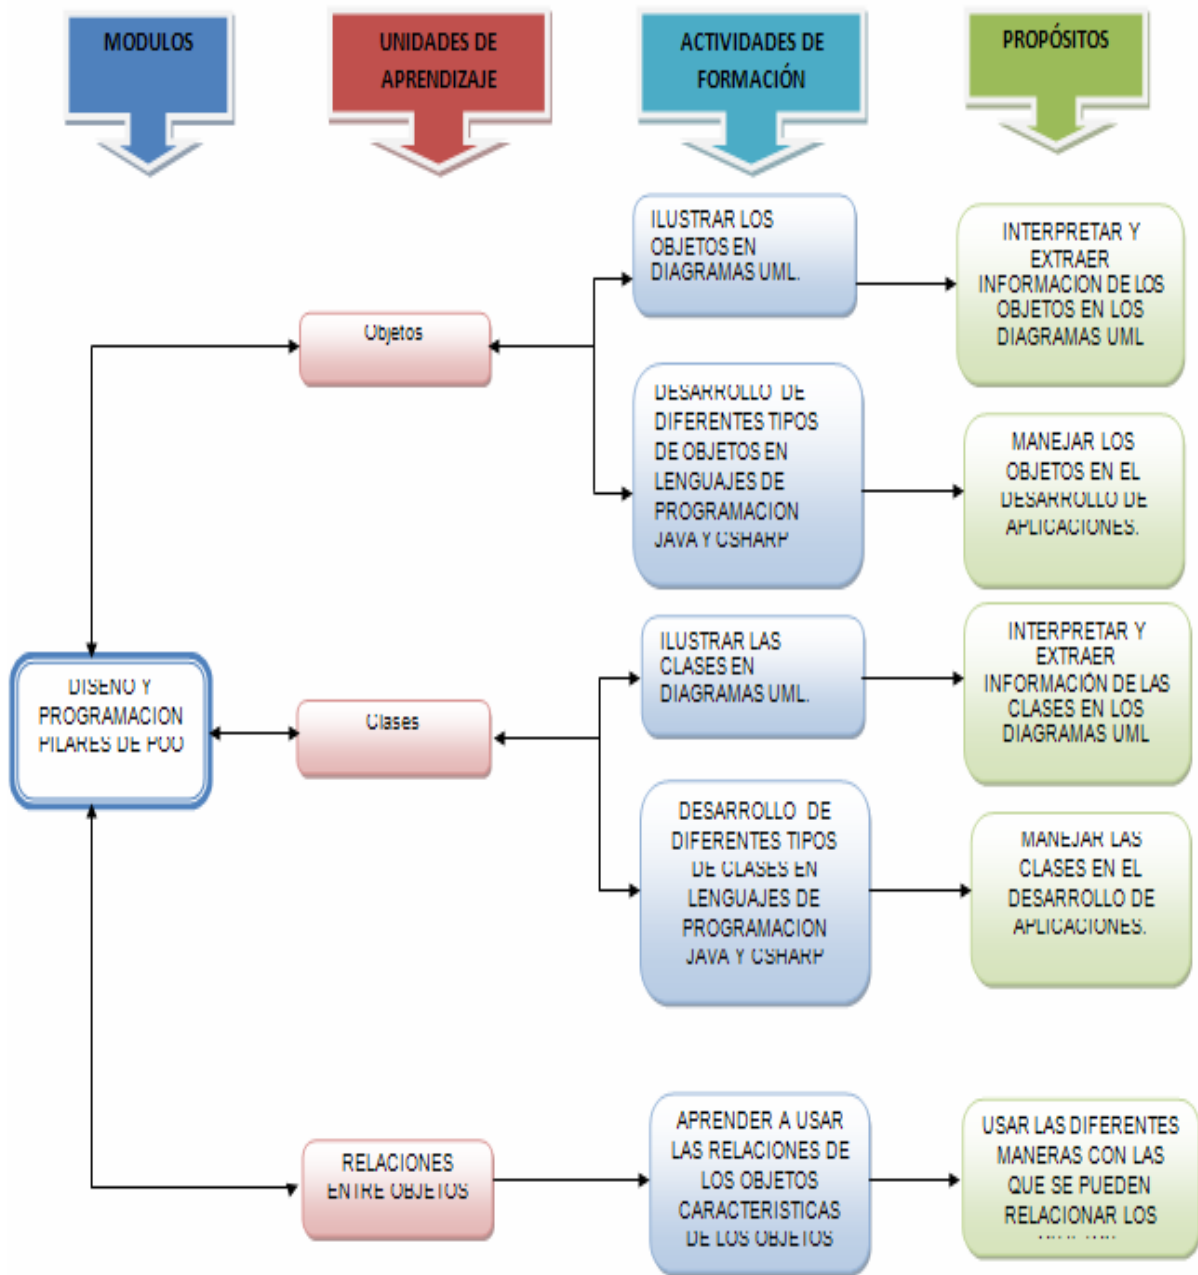 MODULOS
UNIDADES DE
APRENDIZAJE
ACTIVIDADES DE
FORMACIÓN
PROPÓSITOS
ILUSTRAR LOS
OBJETOS EN
DIAGRAMAS UML.
INTERPRETAR Y
EXTRAER
INFORMACION DE LOS
OBJETOS EN LOS
DIAGRAMAS UML
Objetos
DESARROLLO DE
DIFERENTES TIPOS
DE OBJETOS EN
LENGUAJES DE
PROGRAMACION
JAVA Y CSHARP
MANEJAR LOS
OBJETOS EN EL
DESARROLLO DE
APLICACIONES.
DISENO Y
PROGRAMACION
PILARES DE POO
Clases
ILUSTRAR LAS
CLASES EN
DIAGRAMAS UML.
INTERPRETAR Y
EXTRAER
INFORMACIÓN DE LAS
CLASES EN LOS
DIAGRAMAS UML
DESARROLLO DE
DIFERENTES TIPOS
DE CLASES EN
LENGUAJES DE
PROGRAMACION
JAVA Y CSHARP
MANEJAR LAS
CLASES EN EL
DESARROLLO DE
APLICACIONES.
RELACIONES
ENTRE OBJETOS
APRENDER A USAR
LAS RELACIONES DE
LOS OBJETOS
CARACTERISTICAS
DE LOS OBJETOS
USAR LAS DIFERENTES
MANERAS CON LAS
QUE SE PUEDEN
RELACIONAR LOS